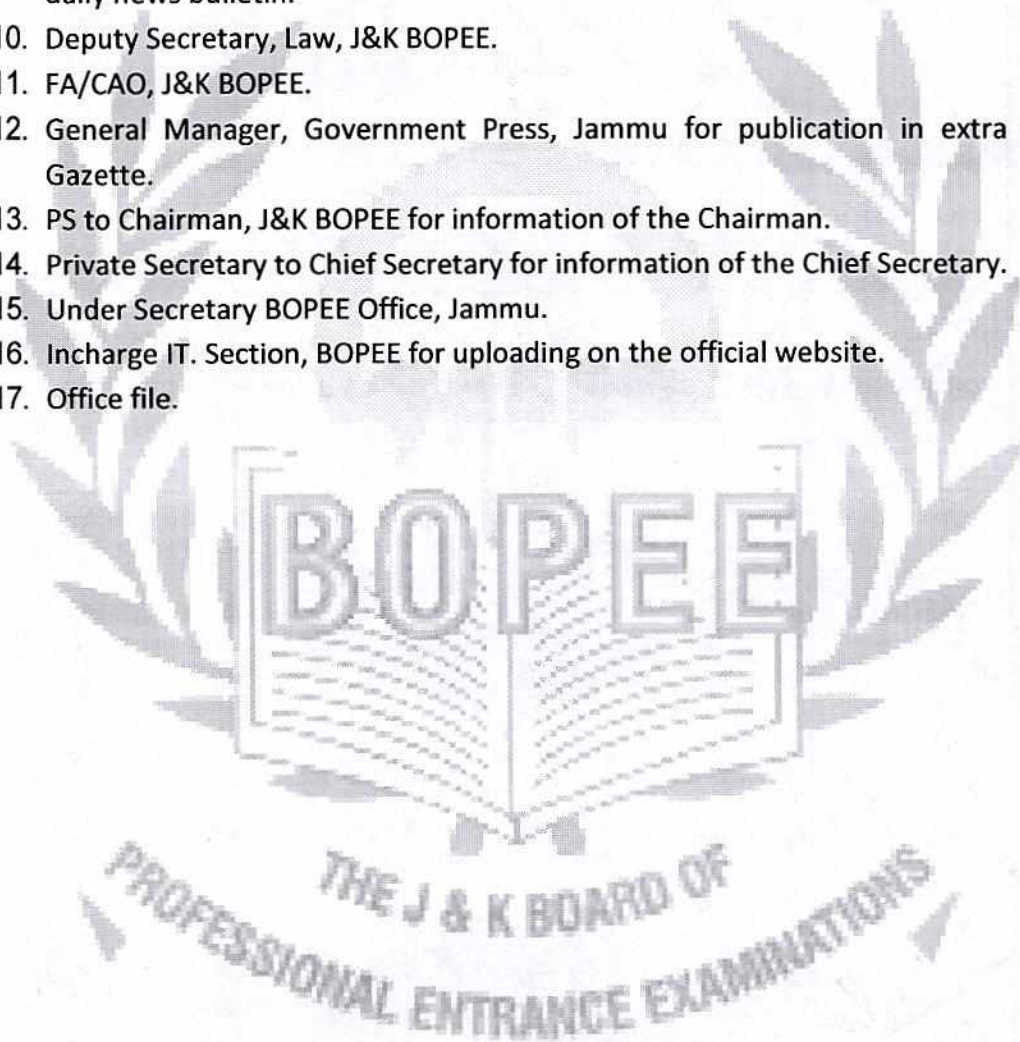 daily news bulletin.
10. Deputy Secretary, Law, J&K BOPEE.
11. FA/CAO, J&K BOPEE.
12. General Manager, Government Press, Jammu for publication in extra
Gazette.
13. PS to Chairman, J&K BOPEE for information of the Chairman.
14. Private Secretary to Chief Secretary for information of the Chief Secretary.
15. Under Secretary BOPEE Office, Jammu.
16. Incharge IT. Section, BOPEE for uploading on the official website.
17. Office file.
BOPEE
THE J & K BOARD OF
PROFESSIONAL ENTRANCE EXAMINATIONS